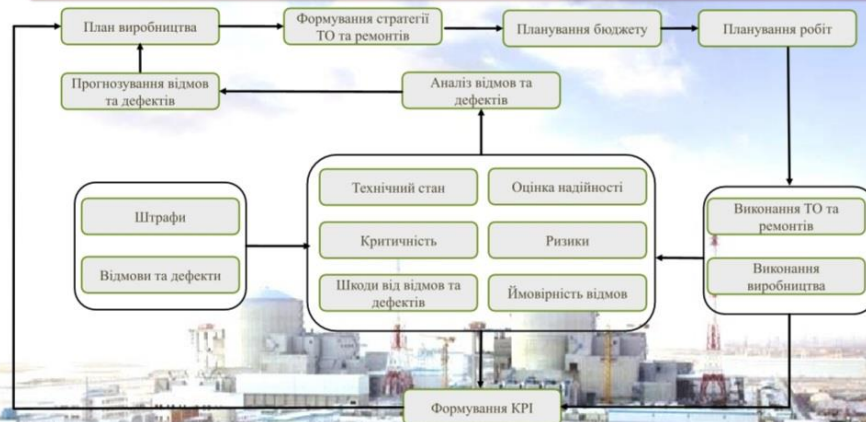 План виробництва
Формування стратегії
ТО та ремонтів
Планування бюджету
Планування робіт
Прогнозування відмов
та дефектів
Аналіз відмов та
дефектів
Штрафи
Відмови та дефекти
Технічний стан
Оцінка надійності
Критичність
Ризики
Шкоди від відмов та
дефектів
Ймовірність відмов
Виконання ТО та
ремонтів
Виконання
виробництва
Формування KPI